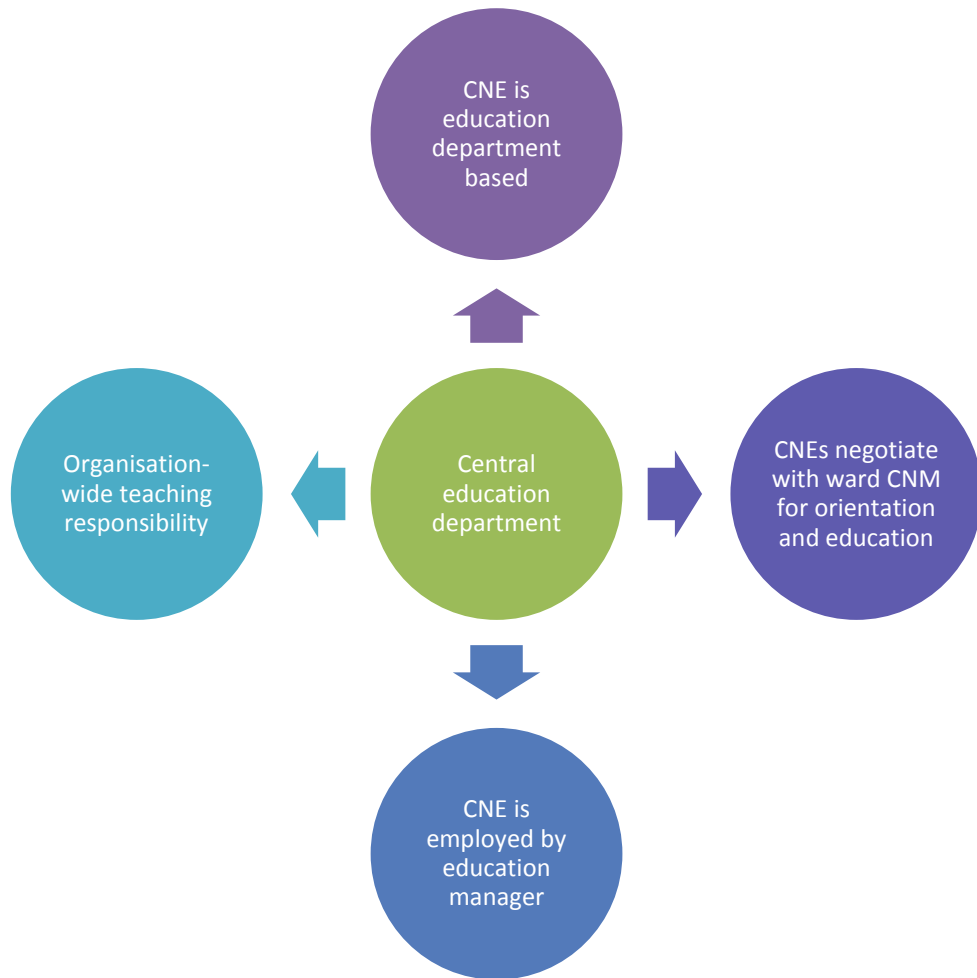 CNE is
education
department
based
Organisation-
wide teaching
responsibility
Central
education
department
CNEs negotiate
with ward CNM
for orientation
and education
CNE is
employed by
education
manager